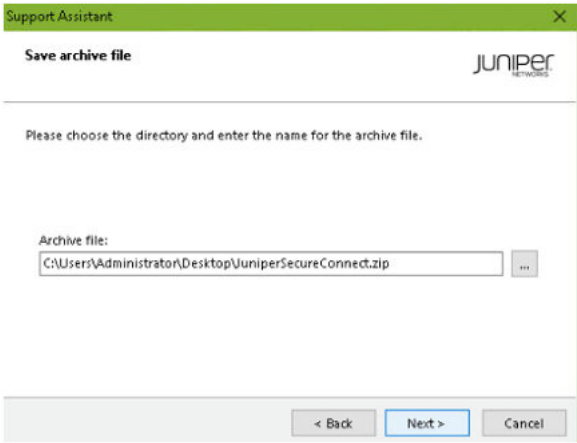 Support Assistant
Save archive file
JUNIPER
NETWORKS
Please choose the directory and enter the name for the archive file.
Archive file:
C:\Users\Administrator\Desktop\JuniperSecureConnect.zip
...
< Back
Next >
Cancel